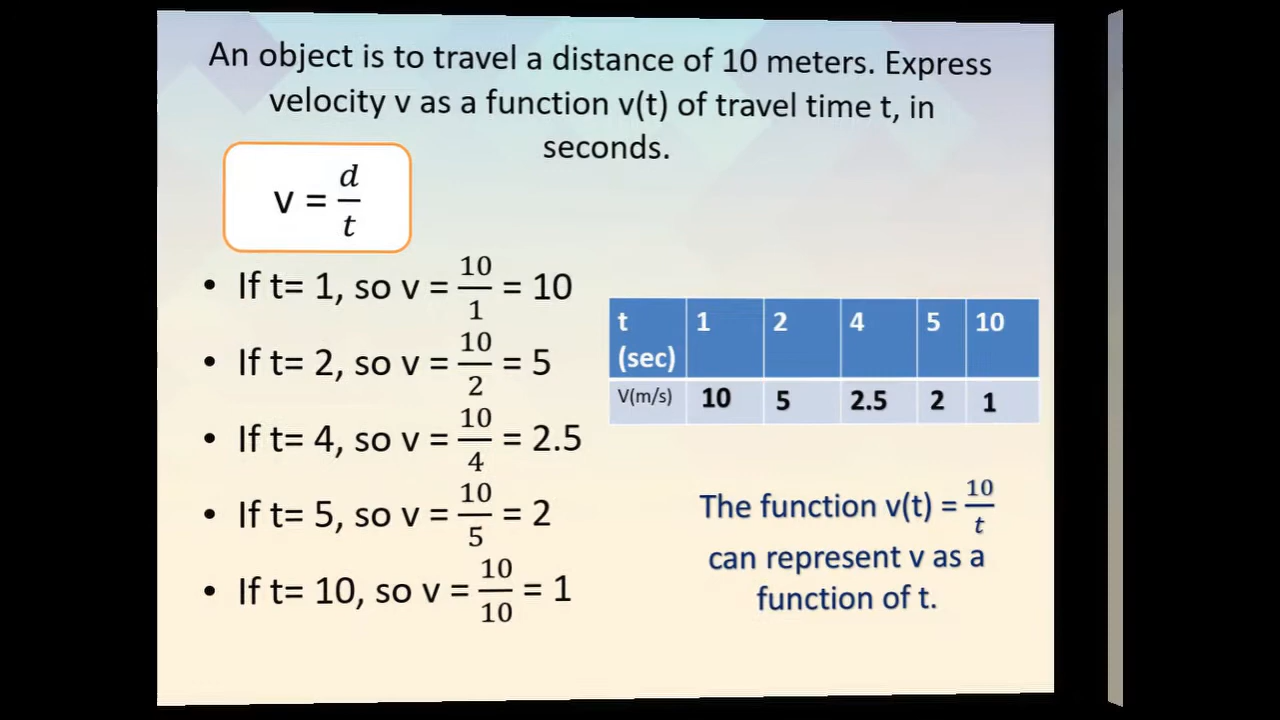 An object is to travel a distance of 10 meters. Express
velocity v as a function v(t) of travel time t, in
seconds.
v = d/t
• If t= 1, so v = 10/1 = 10
• If t= 2, so v = 10/2 = 5
• If t= 4, so v = 10/4 = 2.5
• If t= 5, so v = 10/5 = 2
• If t= 10, so v = 10/10 = 1
t (sec) 1 2 4 5 10
V(m/s) 10 5 2.5 2 1
The function v(t) = 10/t
can represent v as a
function of t.